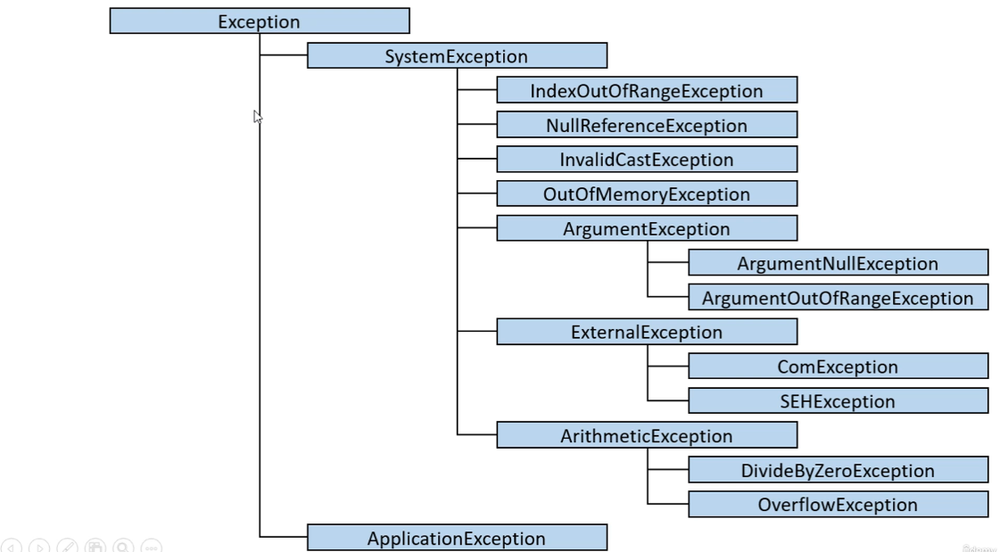 Exception
SystemException
IndexOutOfRangeException
NullReferenceException
InvalidCastException
OutOfMemoryException
ArgumentException
ArgumentNullException
ArgumentOutOfRangeException
ExternalException
ComException
SEHException
ArithmeticException
DivideByZeroException
OverflowException
ApplicationException